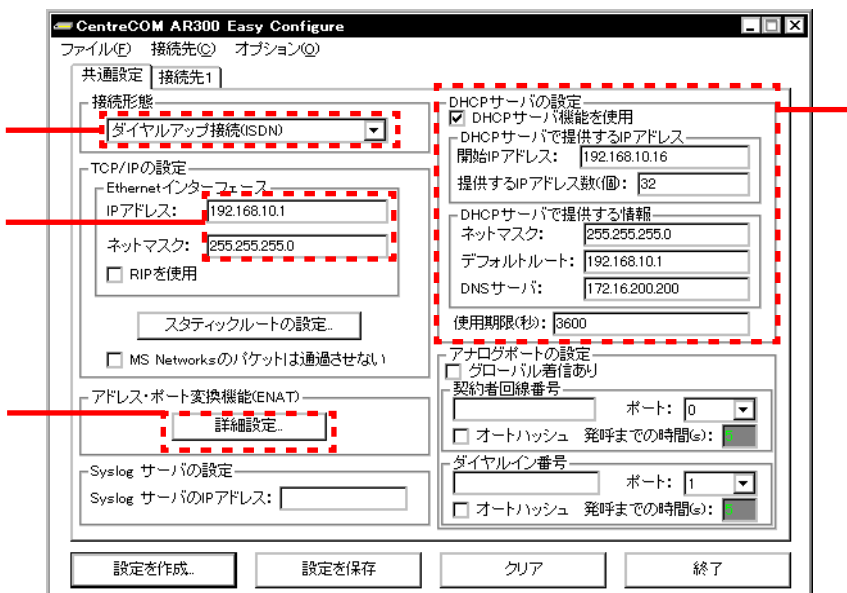 CentreCOM AR300 Easy Configure
ファイル(F) 接続先(C) オプション(O)
共通設定 接続先1
接続形態
ダイヤルアップ接続(ISDN)
TCP/IPの設定
Ethernetインターフェース
IPアドレス: 192.168.10.1
ネットマスク: 255.255.255.0
RIPを使用
スタティックルートの設定...
MS Networksのパケットは通過させない
アドレス・ポート変換機能(ENAT)
詳細設定...
Syslog サーバの設定
Syslog サーバのIPアドレス:
DHCPサーバの設定
DHCPサーバ機能を使用
DHCPサーバで提供するIPアドレス
開始IPアドレス: 192.168.10.16
提供するIPアドレス数(個): 32
DHCPサーバで提供する情報
ネットマスク: 255.255.255.0
デフォルトルート: 192.168.10.1
DNSサーバ: 172.16.200.200
使用期限(秒): 3600
アナログポートの設定
グローバル着信あり
契約者回線番号
ポート: 0
オートハッシュ 発呼までの時間(s): 5
ダイヤルイン番号
ポート: 1
オートハッシュ 発呼までの時間(s): 5
設定を作成... 設定を保存 クリア 終了